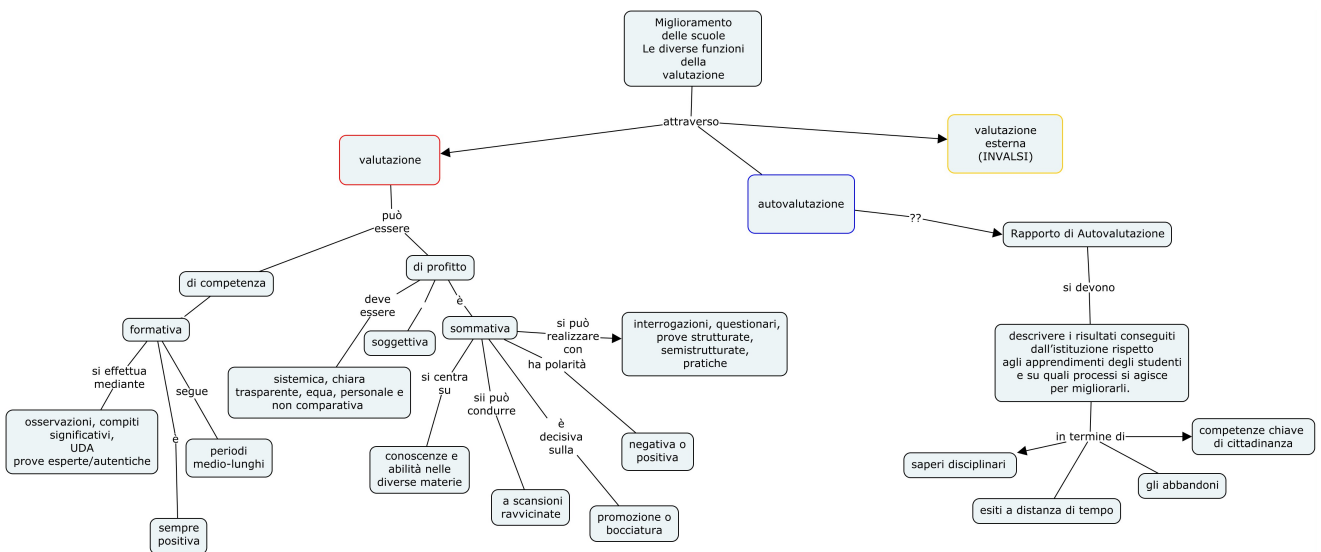 Miglioramento
delle scuole
Le diverse funzioni
della
valutazione
attraverso
valutazione
esterna
(INVALSI)
valutazione
autovalutazione
può
essere
??
Rapporto di Autovalutazione
di profitto
di competenza
si devono
deve
essere
è
formativa
sommativa
soggettiva
si può
realizzare
con
interrogazioni, questionari,
prove strutturate,
semistrutturate,
pratiche
descrivere i risultati conseguiti
dall'istituzione rispetto
agli apprendimenti degli studenti
e su quali processi si agisce
per migliorarli.
ha polarità
si effettua
mediante
segue
sistemica, chiara
trasparente, equa, personale e
non comparativa
si centra
su
sii può
condurre
è
decisiva
sulla
osservazioni, compiti
significativi,
UDA
prove esperte/autentiche
e
periodi
medio-lunghi
conoscenze e
abilità nelle
diverse materie
negativa o
positiva
in termine di
competenze chiave
di cittadinanza
saperi disciplinari
gli abbandoni
esiti a distanza di tempo
a scansioni
ravvicinate
promozione o
bocciatura
sempre
positiva